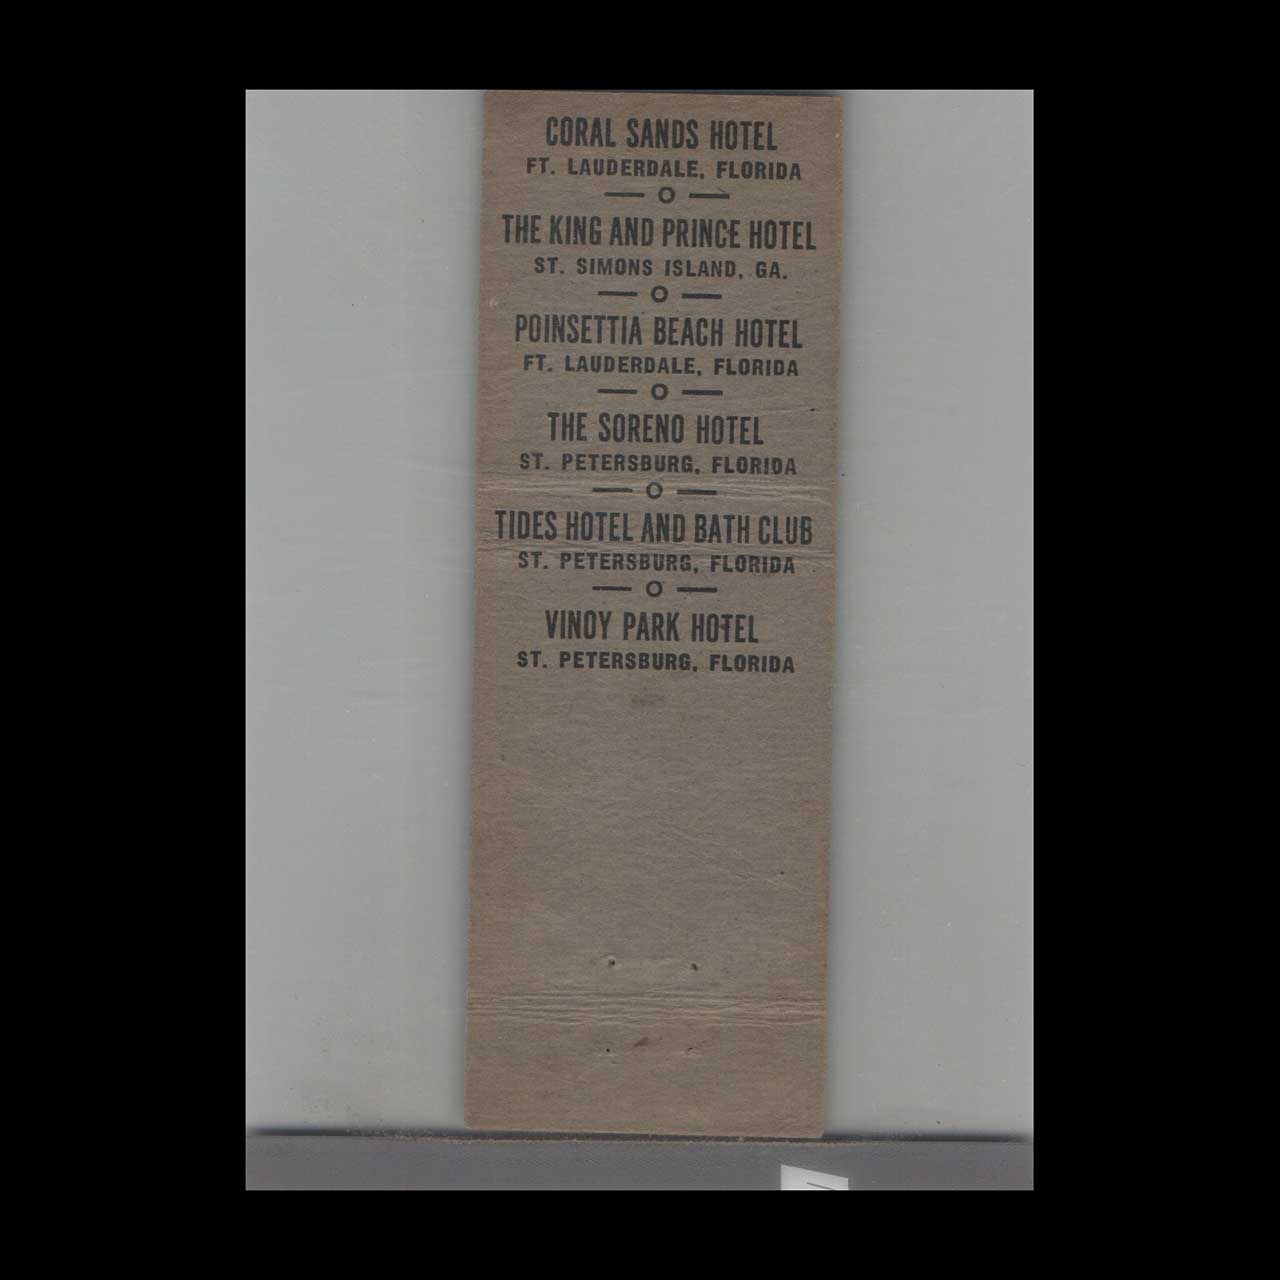 CORAL SANDS HOTEL
FT. LAUDERDALE, FLORIDA
THE KING AND PRINCE HOTEL
ST. SIMONS ISLAND, GA.
POINSETTIA BEACH HOTEL
FT. LAUDERDALE, FLORIDA
THE SORENO HOTEL
ST. PETERSBURG, FLORIDA
TIDES HOTEL AND BATH CLUB
ST. PETERSBURG, FLORIDA
VINOY PARK HOTEL
ST. PETERSBURG, FLORIDA